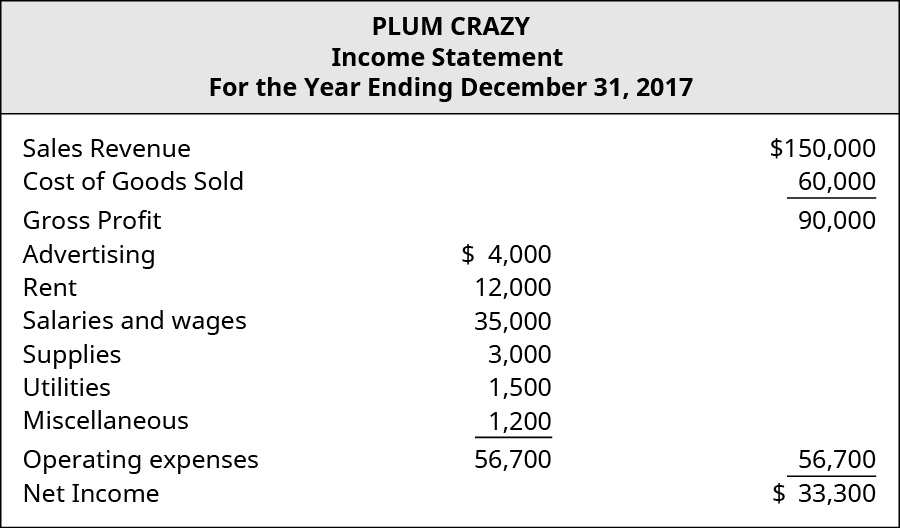 PLUM CRAZY
Income Statement
For the Year Ending December 31, 2017
Sales Revenue $150,000
Cost of Goods Sold 60,000
Gross Profit 90,000
Advertising $ 4,000
Rent 12,000
Salaries and wages 35,000
Supplies 3,000
Utilities 1,500
Miscellaneous 1,200
Operating expenses 56,700 56,700
Net Income $ 33,300